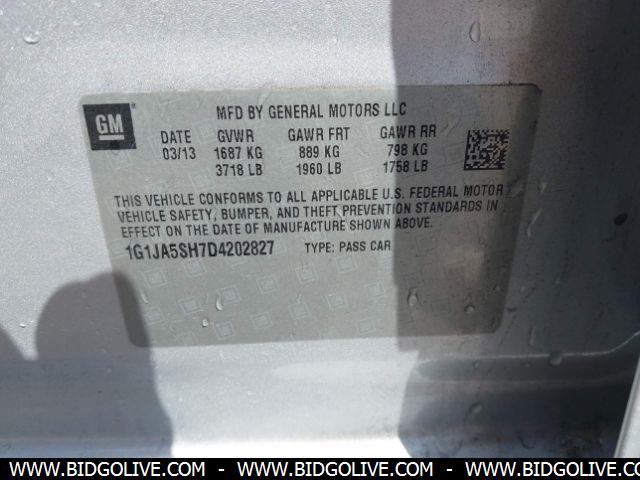 GM
MFD BY GENERAL MOTORS LLC
DATE GVWR GAWR FRT GAWR RR
03/13 1687 KG 889 KG 798 KG
3718 LB 1960 LB 1758 LB
THIS VEHICLE CONFORMS TO ALL APPLICABLE U.S. FEDERAL MOTOR
VEHICLE SAFETY, BUMPER, AND THEFT PREVENTION STANDARDS IN
EFFECT ON THE DATE OF MANUFACTURE SHOWN ABOVE.
1G1JA5SH7D4202827 TYPE: PASS CAR
WWW.BIDGOLIVE.COM - WWW.BIDGOLIVE.COM - WWW.BIDGOLIVE.COM